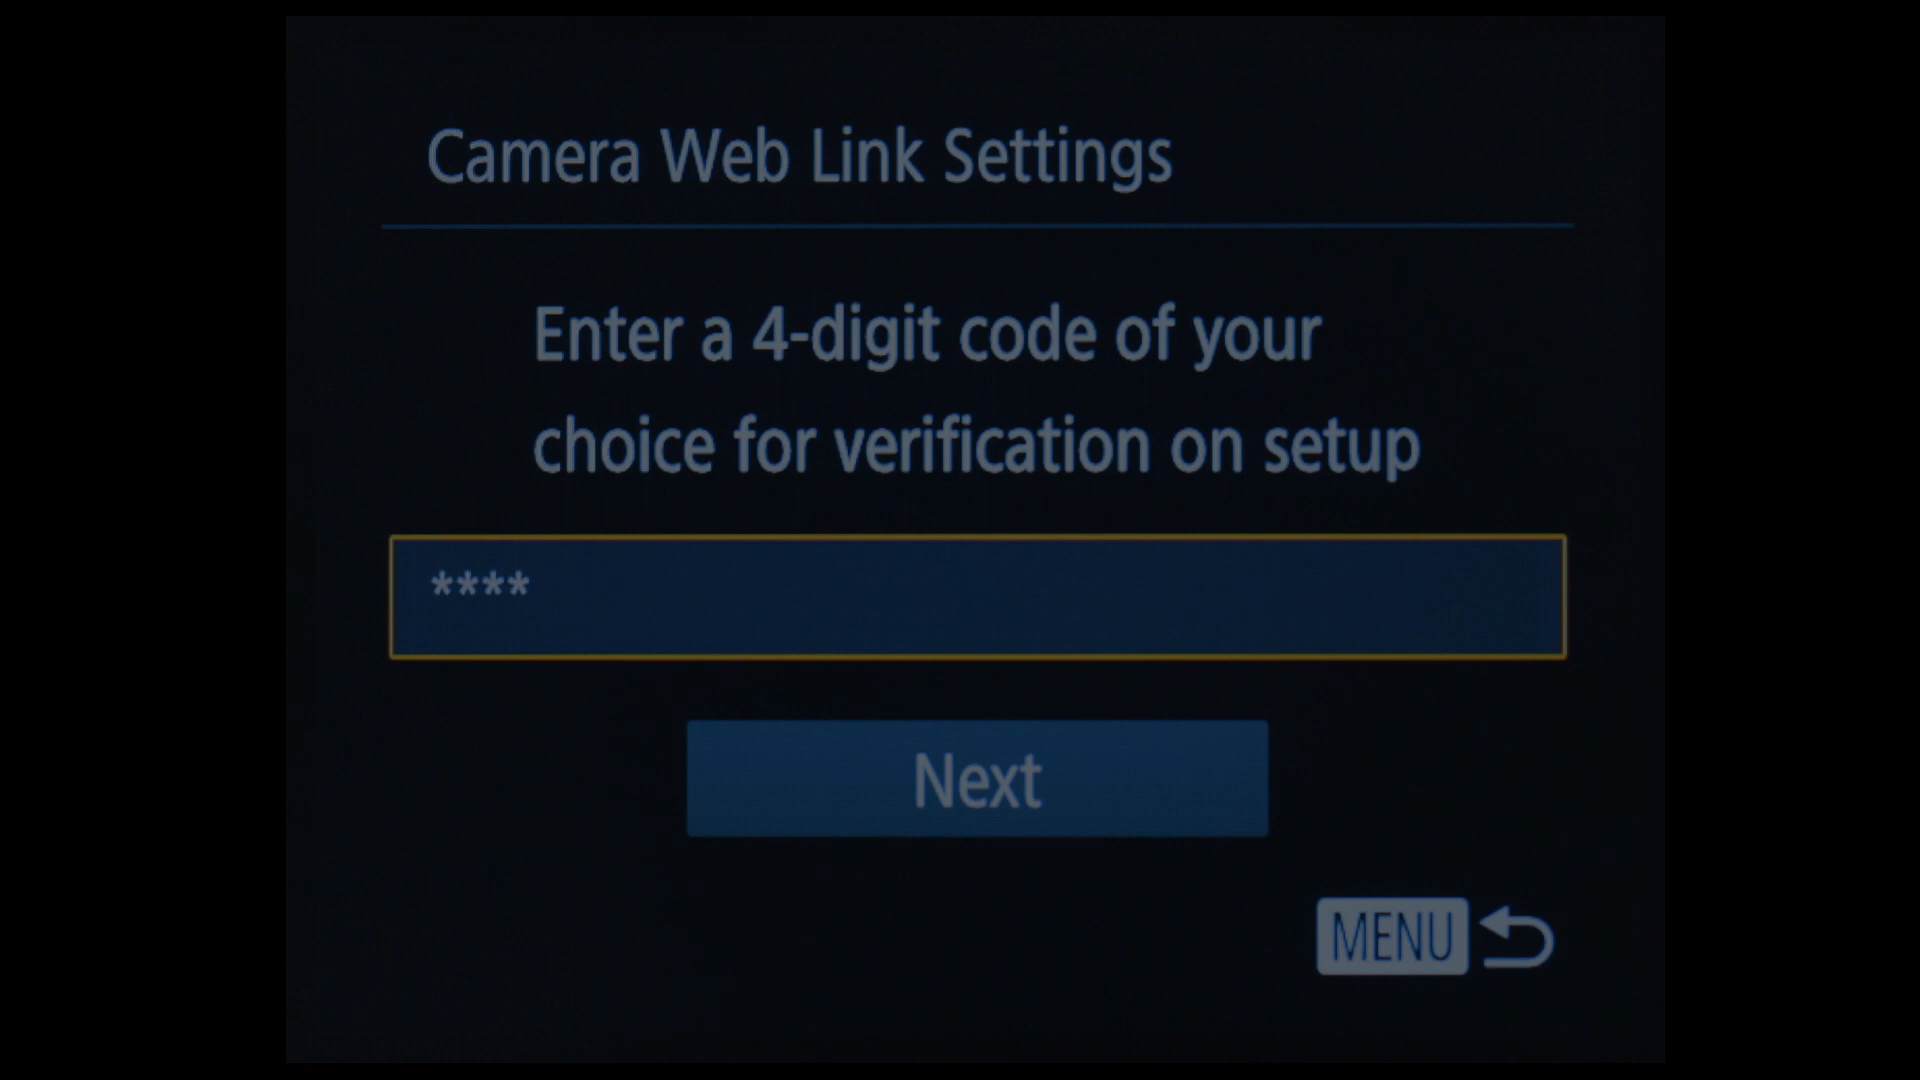 Camera Web Link Settings
Enter a 4-digit code of your
choice for verification on setup
****
Next
MENU